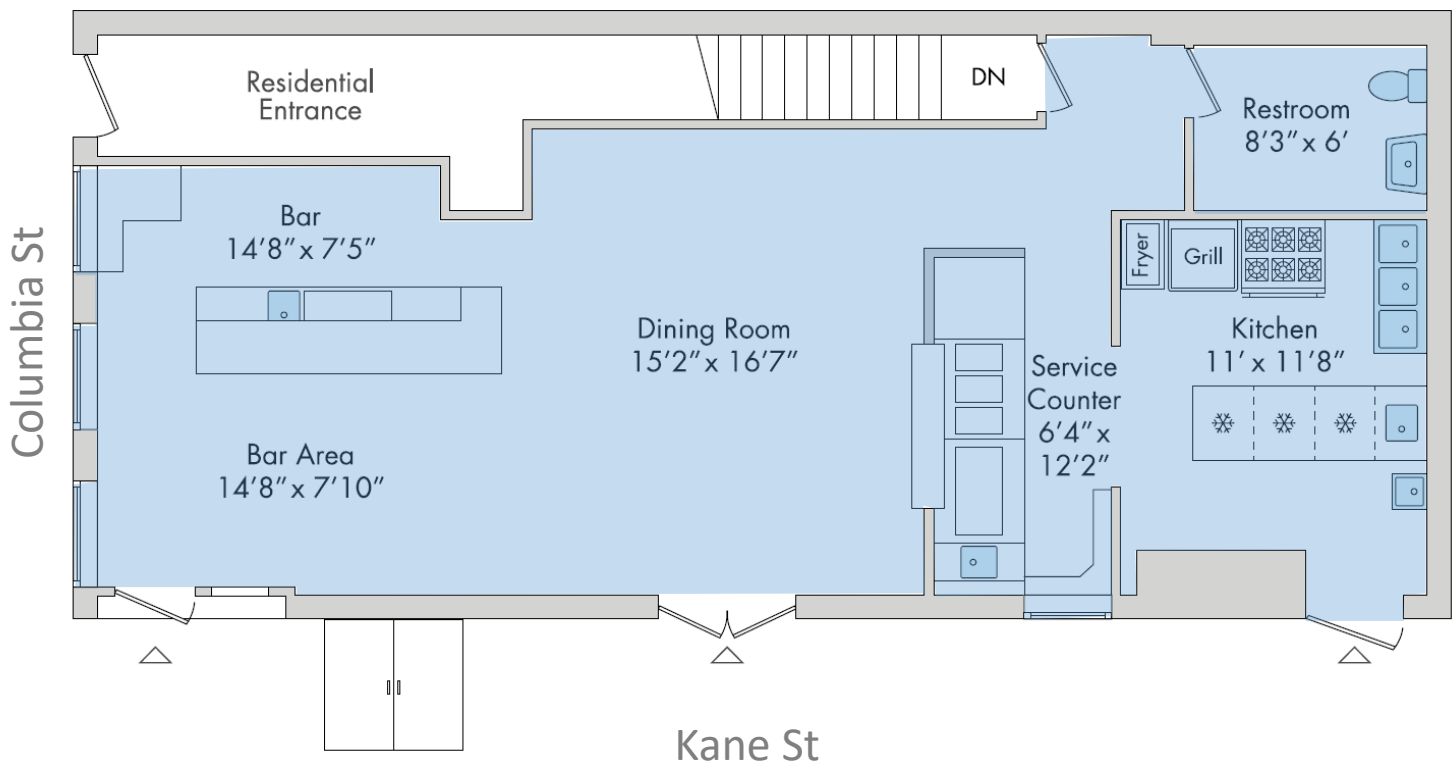 Residential
Entrance
DN
Restroom
8’3” x 6’
Bar
14’8” x 7’5”
Fryer
Grill
Columbia St
Dining Room
15’2” x 16’7”
Kitchen
11’ x 11’8”
Service
Counter
6’4” x
12’2”
Bar Area
14’8” x 7’10”
Kane St